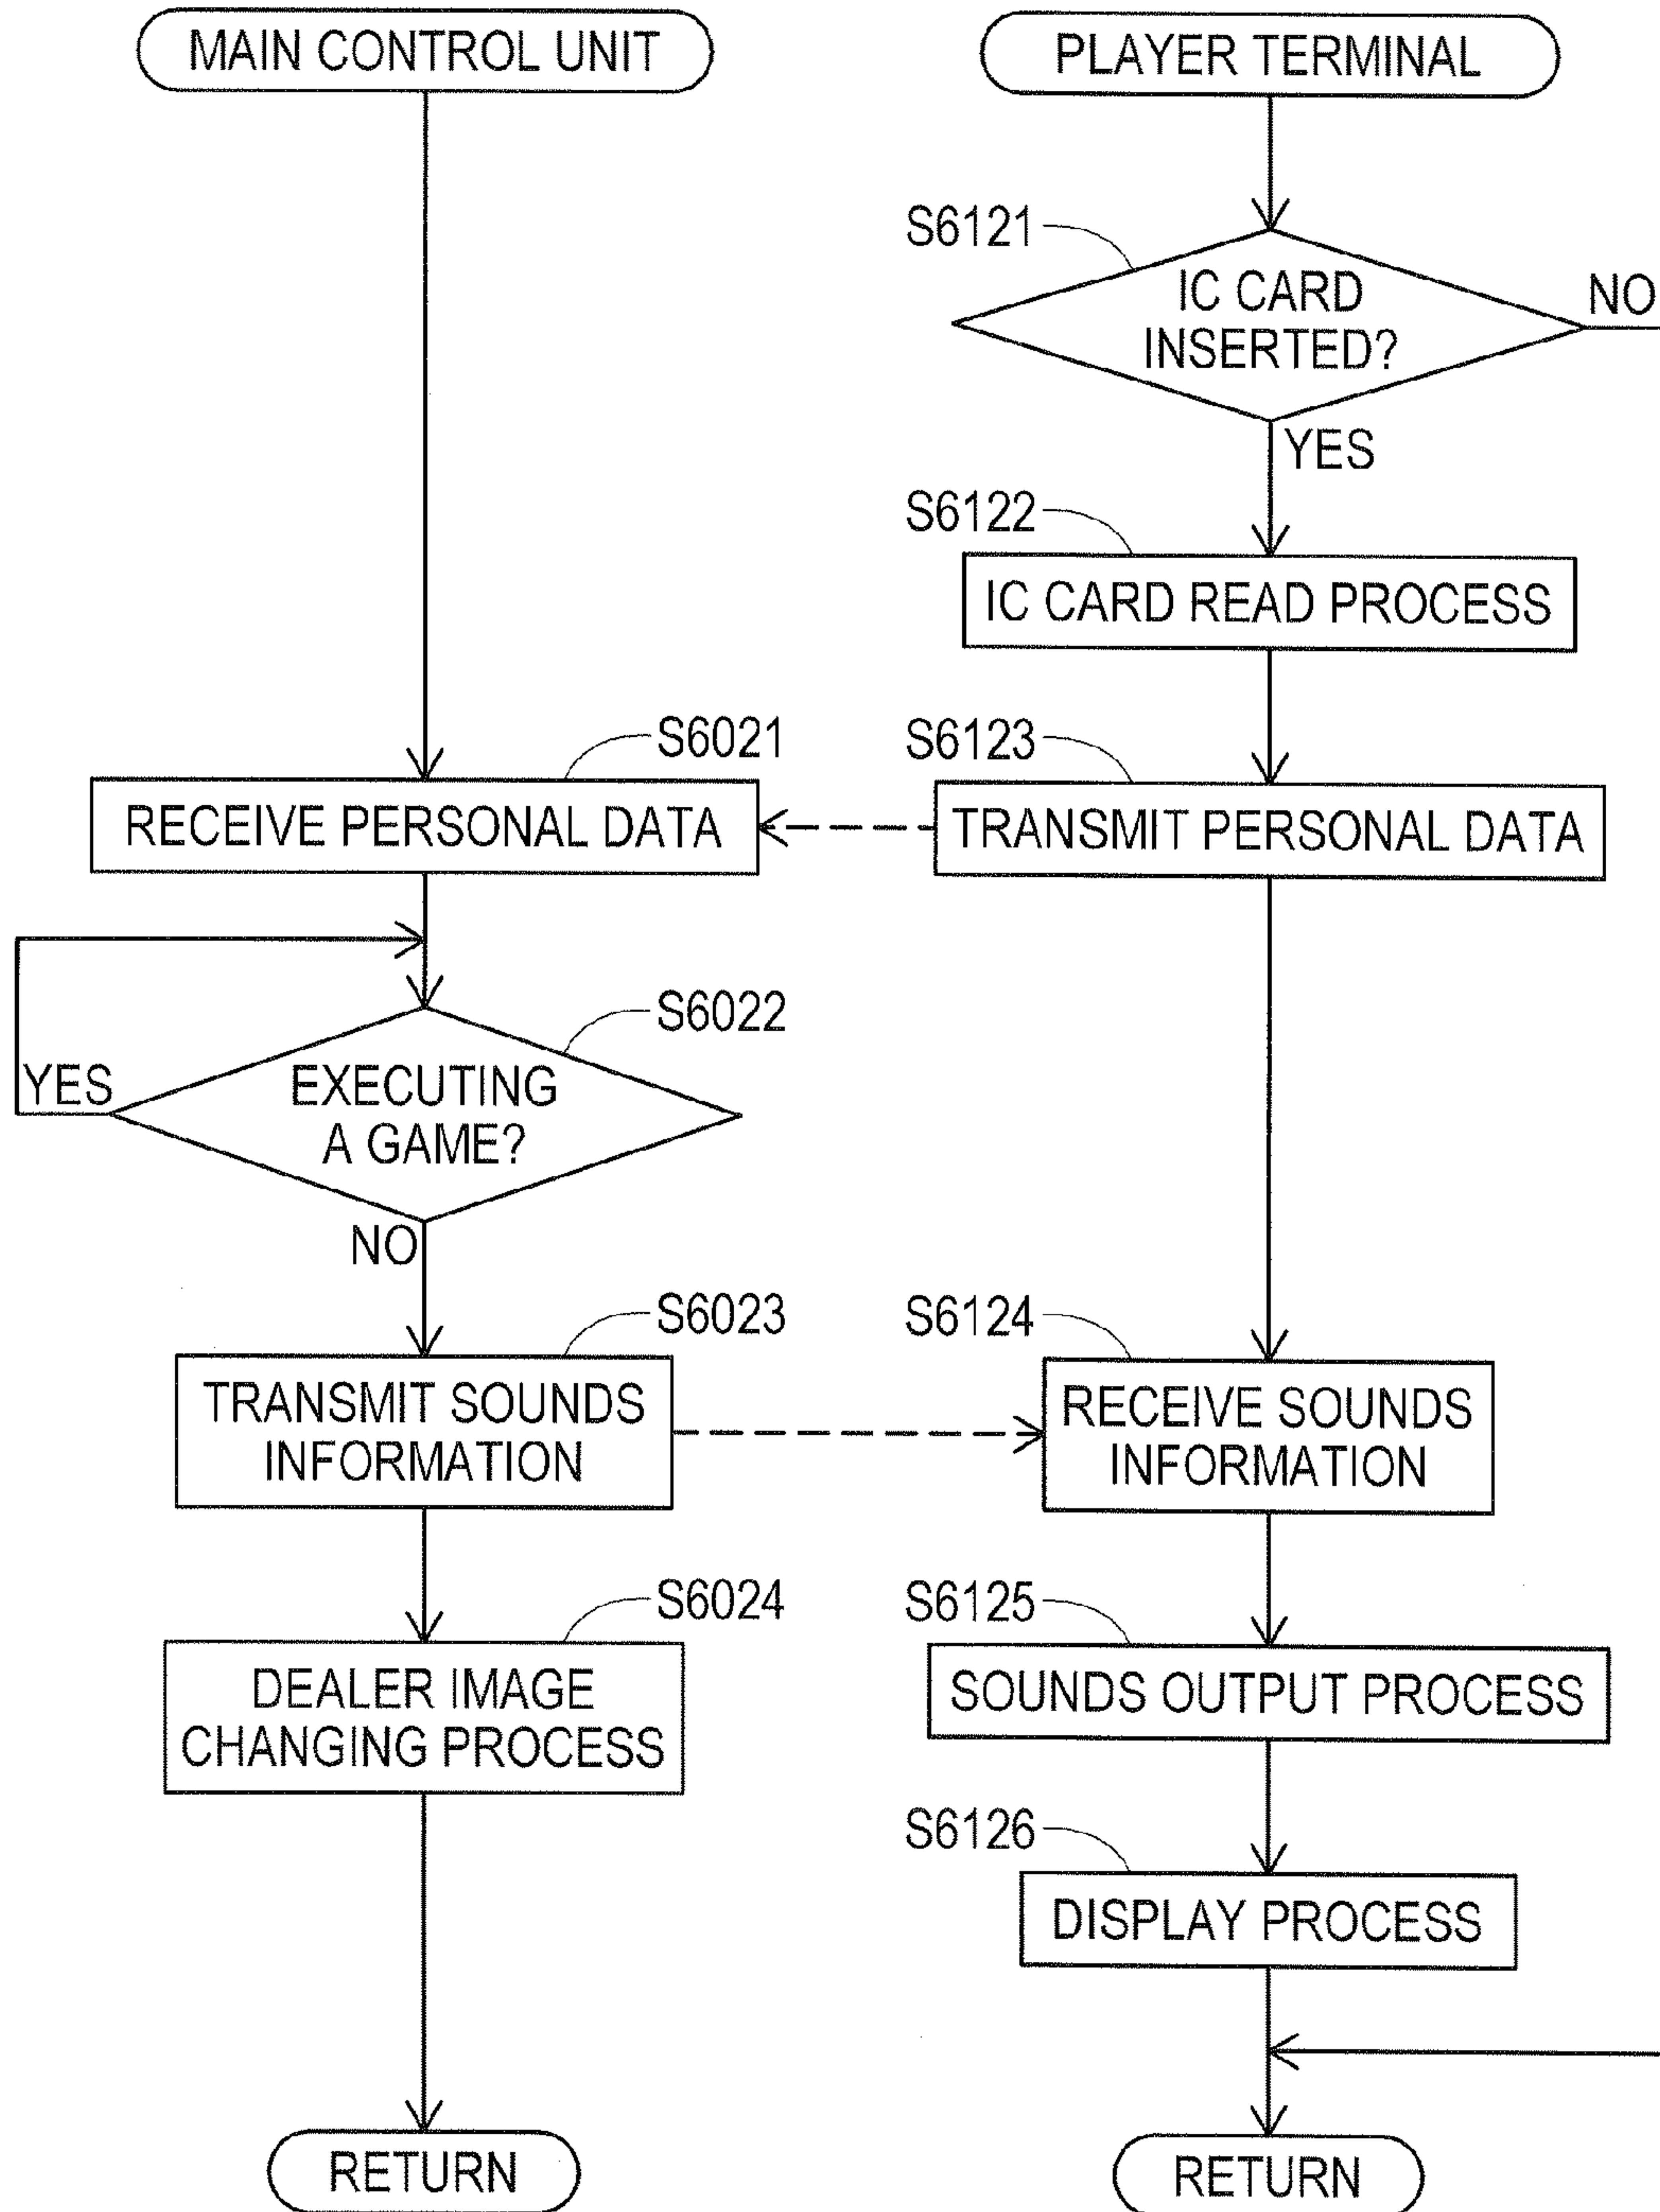 MAIN CONTROL UNIT
PLAYER TERMINAL
S6121
IC CARD
INSERTED?
NO
YES
S6122
IC CARD READ PROCESS
S6021
S6123
RECEIVE PERSONAL DATA
TRANSMIT PERSONAL DATA
S6022
YES
EXECUTING
A GAME?
NO
S6023
S6124
TRANSMIT SOUNDS
INFORMATION
RECEIVE SOUNDS
INFORMATION
S6024
S6125
DEALER IMAGE
CHANGING PROCESS
SOUNDS OUTPUT PROCESS
S6126
DISPLAY PROCESS
RETURN
RETURN